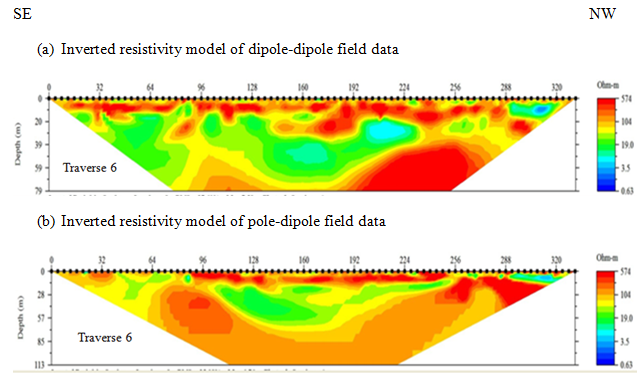 SE NW
(a) Inverted resistivity model of dipole-dipole field data
0 32 64 96 128 160 192 224 256 288 320 Ohm-m
0 20 39 59 79
Depth (m)
Traverse 6
574 104 19.0 3.5 0.63
(b) Inverted resistivity model of pole-dipole field data
0 32 64 96 128 160 192 224 256 288 320 Ohm-m
0 28 57 85 113
Depth (m)
Traverse 6
574 104 19.0 3.5 0.63